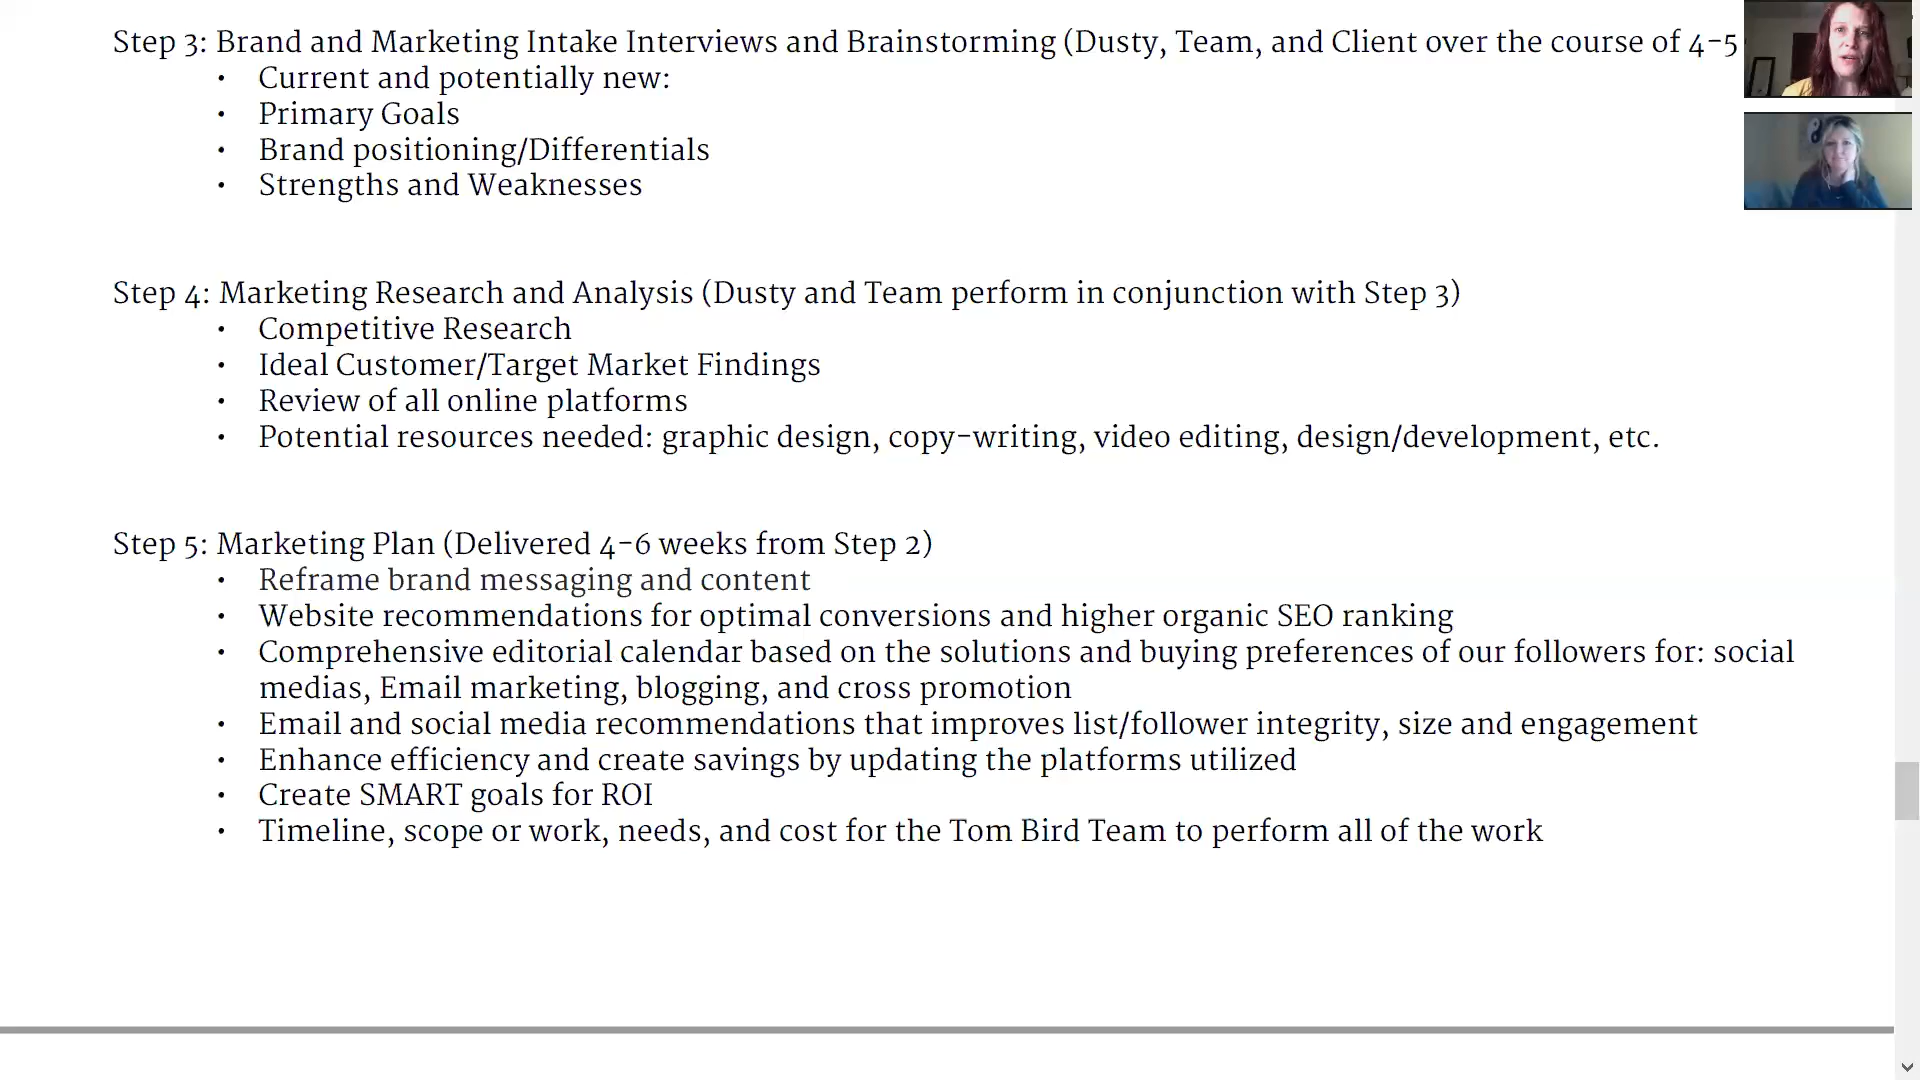 Step 3: Brand and Marketing Intake Interviews and Brainstorming (Dusty, Team, and Client over the course of 4-5
• Current and potentially new:
• Primary Goals
• Brand positioning/Differentials
• Strengths and Weaknesses
Step 4: Marketing Research and Analysis (Dusty and Team perform in conjunction with Step 3)
• Competitive Research
• Ideal Customer/Target Market Findings
• Review of all online platforms
• Potential resources needed: graphic design, copy-writing, video editing, design/development, etc.
Step 5: Marketing Plan (Delivered 4-6 weeks from Step 2)
• Reframe brand messaging and content
• Website recommendations for optimal conversions and higher organic SEO ranking
• Comprehensive editorial calendar based on the solutions and buying preferences of our followers for: social
medias, Email marketing, blogging, and cross promotion
• Email and social media recommendations that improves list/follower integrity, size and engagement
• Enhance efficiency and create savings by updating the platforms utilized
• Create SMART goals for ROI
• Timeline, scope or work, needs, and cost for the Tom Bird Team to perform all of the work